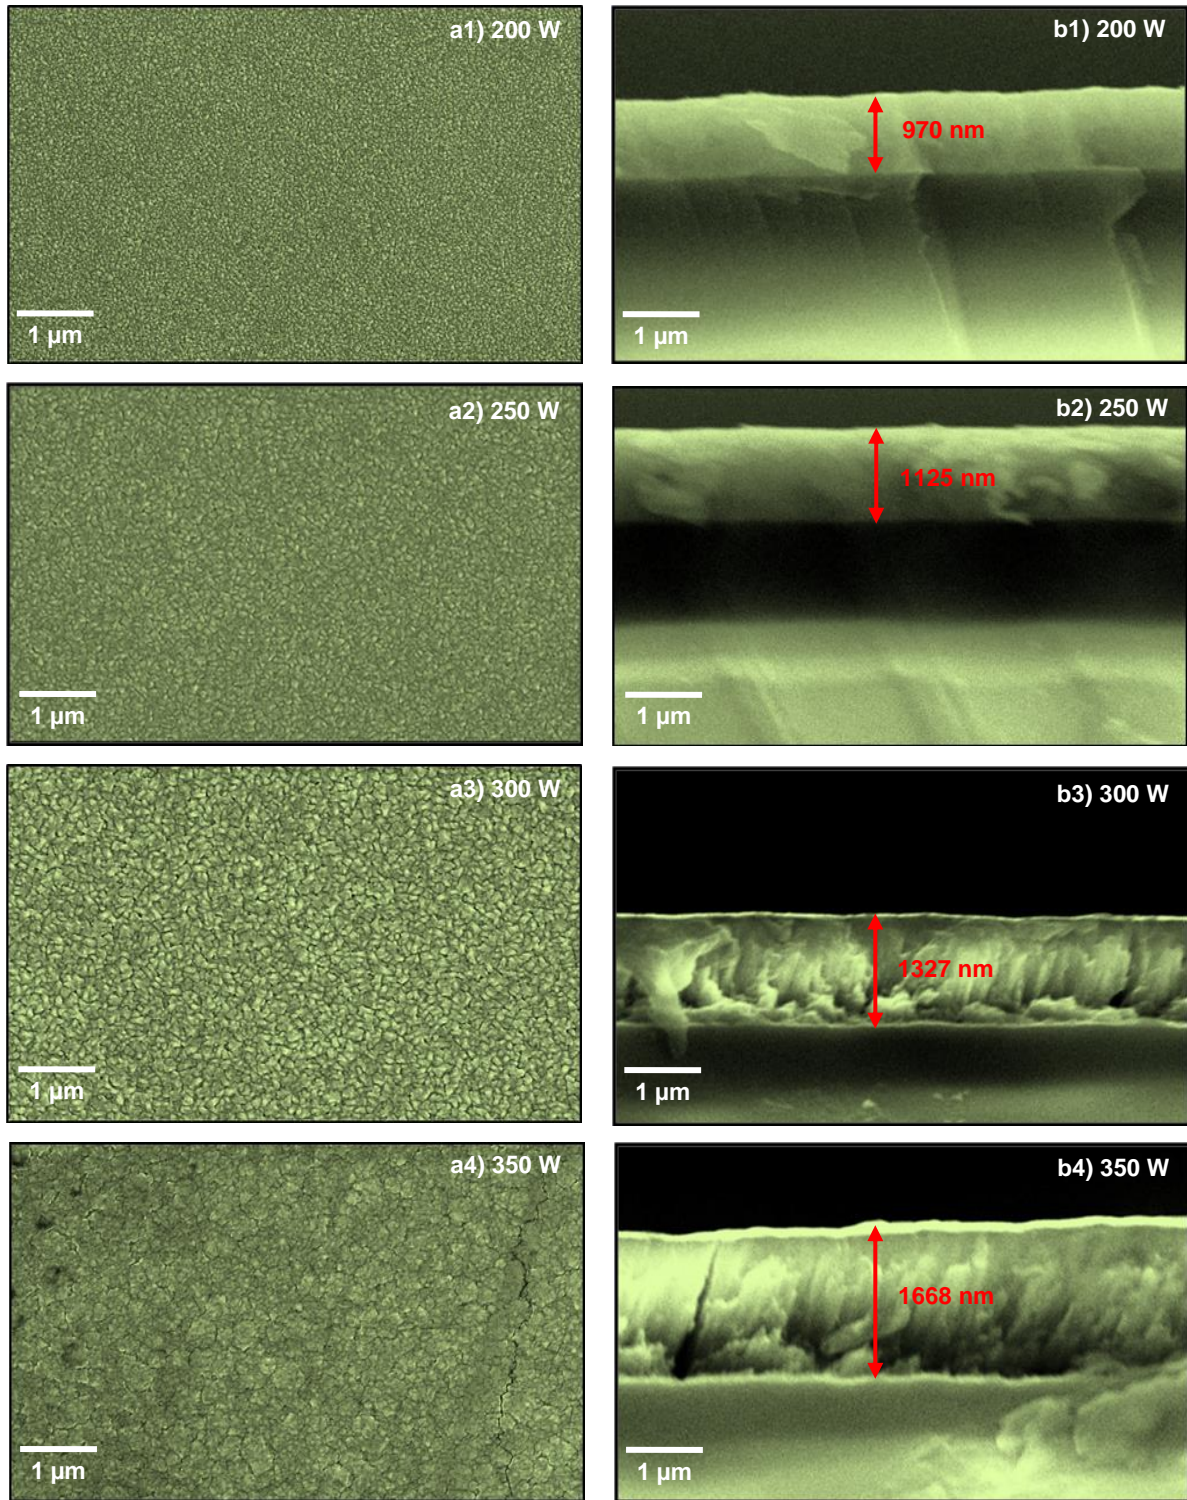 a1) 200 W
1 µm
b1) 200 W
970 nm
1 µm
a2) 250 W
1 µm
b2) 250 W
1125 nm
1 µm
a3) 300 W
1 µm
b3) 300 W
1327 nm
1 µm
a4) 350 W
1 µm
b4) 350 W
1668 nm
1 µm